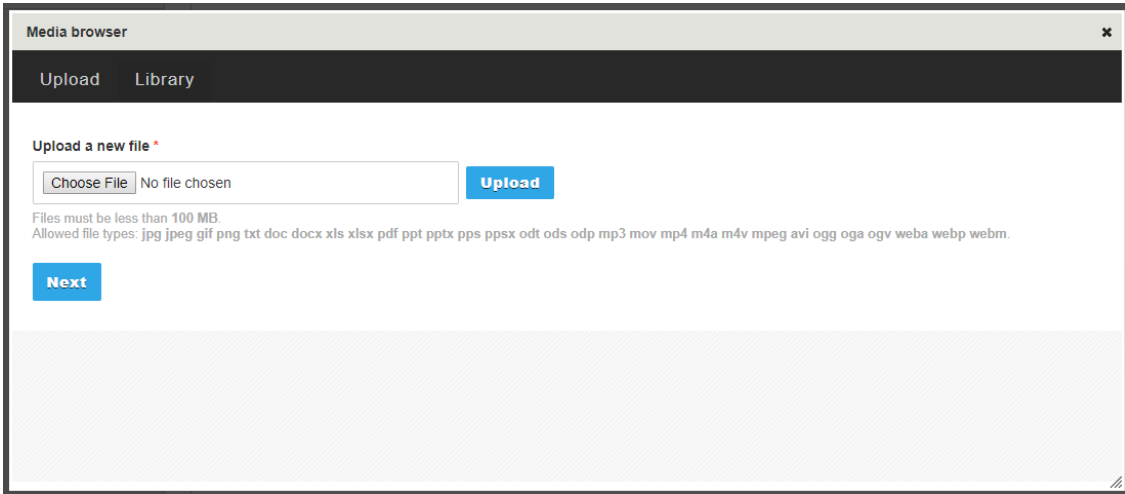 Media browser
Upload Library
Upload a new file *
Choose File No file chosen Upload
Files must be less than 100 MB.
Allowed file types: jpg jpeg gif png txt doc docx xls xlsx pdf ppt pptx pps ppsx odt ods odp mp3 mov mp4 m4a m4v mpeg avi ogg oga ogv weba webp webm.
Next